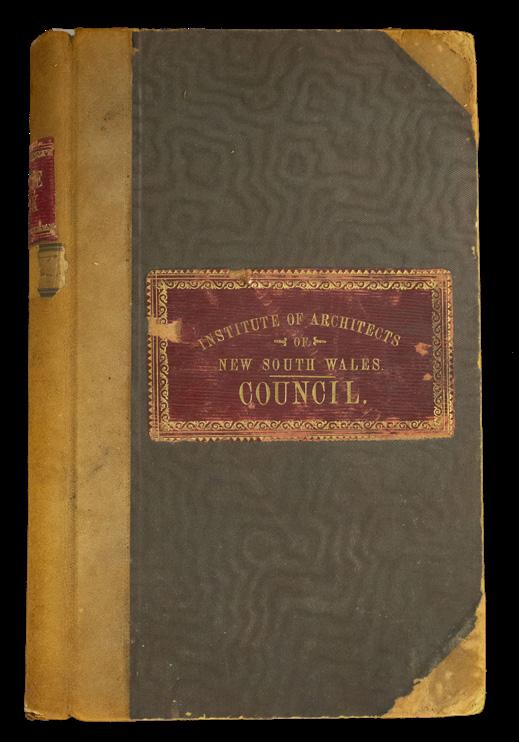 INSTITUTE OF ARCHITECTS
OF
NEW SOUTH WALES.
COUNCIL.